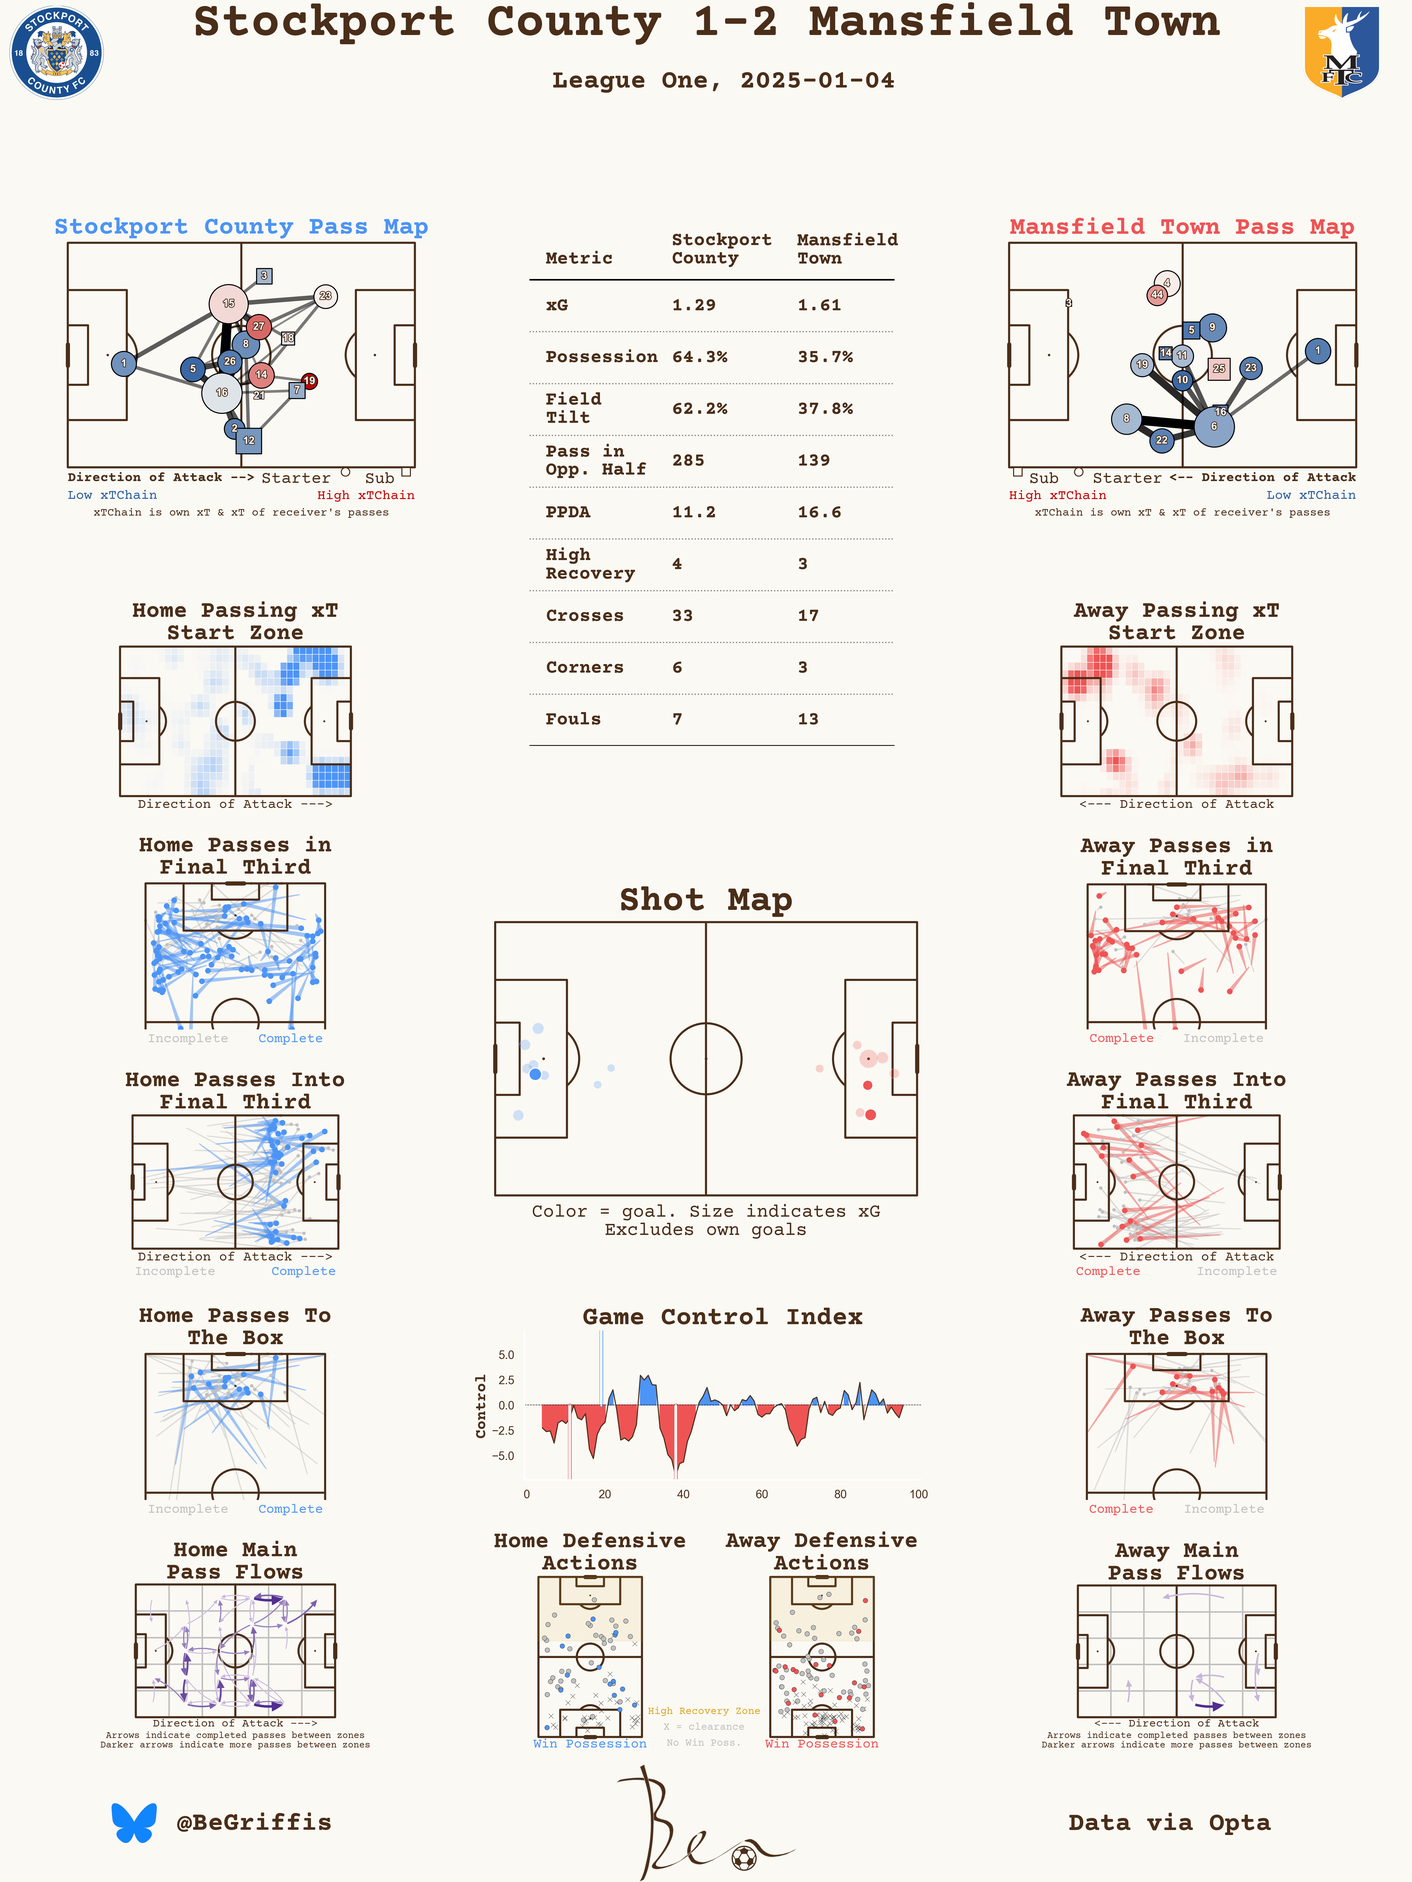 Stockport County 1-2 Mansfield Town
League One, 2025-01-04
STOCKPORT
18 83
COUNTY FC
M
F T C
Stockport County Pass Map
3
15
23
27
18
8
1
5
26
14
19
16
21
7
2
12
Direction of Attack --> Starter Sub
Low xTChain High xTChain
xTChain is own xT & xT of receiver's passes
Metric Stockport County Mansfield Town
xG 1.29 1.61
Possession 64.3% 35.7%
Field Tilt 62.2% 37.8%
Pass in Opp. Half 285 139
PPDA 11.2 16.6
High Recovery 4 3
Crosses 33 17
Corners 6 3
Fouls 7 13
Mansfield Town Pass Map
4
44
3
5
9
14
11
1
19
25
23
10
16
8
6
22
Sub Starter <-- Direction of Attack
High xTChain Low xTChain
xTChain is own xT & xT of receiver's passes
Home Passing xT
Start Zone
Direction of Attack --->
Away Passing xT
Start Zone
<--- Direction of Attack
Home Passes in
Final Third
Incomplete Complete
Away Passes in
Final Third
Complete Incomplete
Shot Map
Color = goal. Size indicates xG
Excludes own goals
Home Passes Into
Final Third
Direction of Attack --->
Incomplete Complete
Away Passes Into
Final Third
<--- Direction of Attack
Complete Incomplete
Home Passes To
The Box
Incomplete Complete
Game Control Index
Control
5.0
2.5
0.0
−2.5
−5.0
0 20 40 60 80 100
Away Passes To
The Box
Complete Incomplete
Home Main
Pass Flows
Direction of Attack --->
Arrows indicate completed passes between zones
Darker arrows indicate more passes between zones
Home Defensive
Actions
Win Possession
High Recovery Zone
X = clearance
No Win Poss.
Away Defensive
Actions
Win Possession
Away Main
Pass Flows
<--- Direction of Attack
Arrows indicate completed passes between zones
Darker arrows indicate more passes between zones
@BeGriffis
Ben
Data via Opta